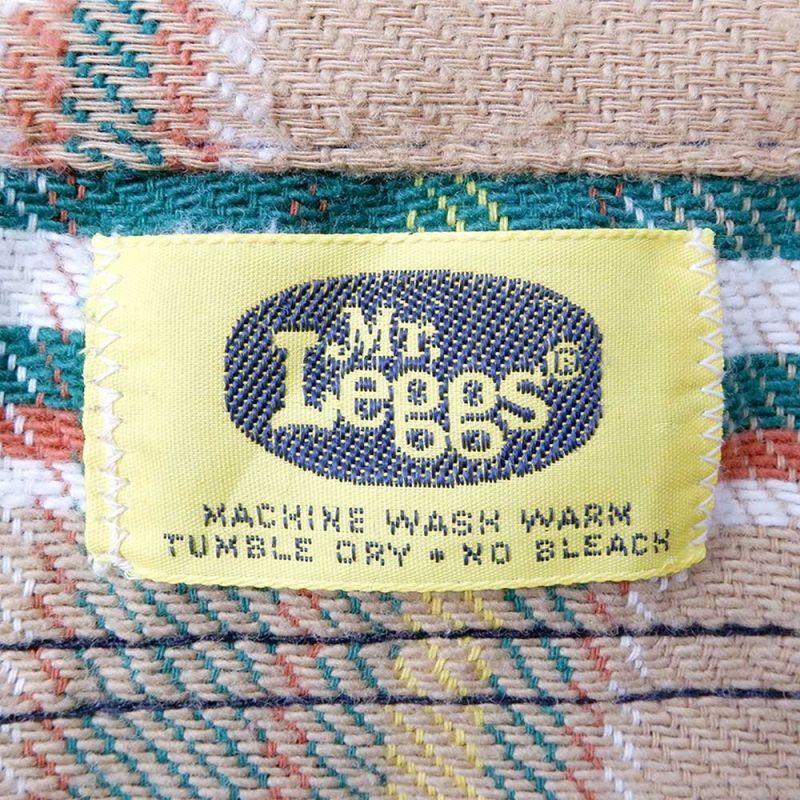 Mr.
Leggs®
MACHINE WASH WARM
TUMBLE DRY • NO BLEACH